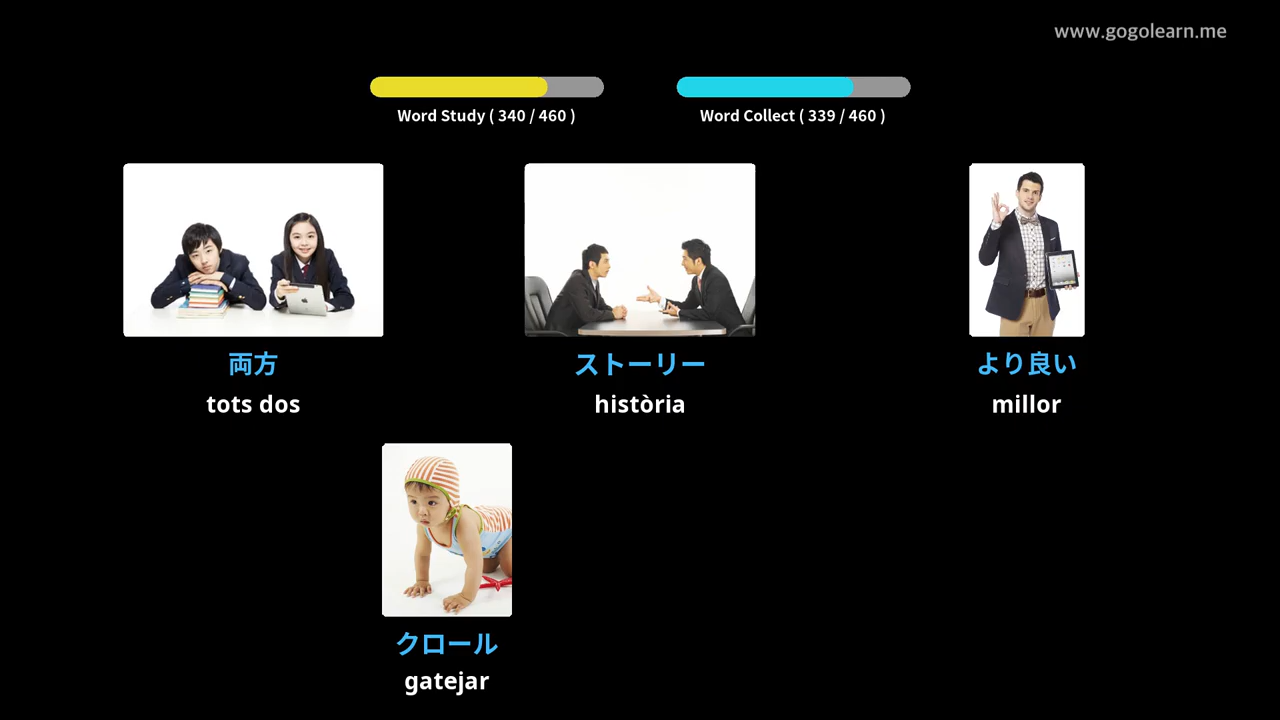 www.gogolearn.me
Word Study ( 340 / 460 )
Word Collect ( 339 / 460 )
両方
ストーリー
より良い
tots dos
història
millor
クロール
gatejar